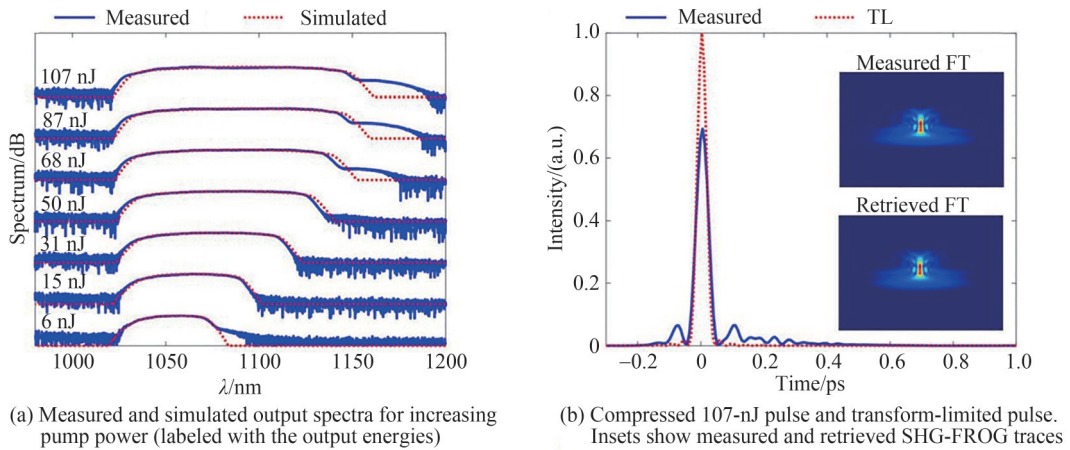 Measured Simulated
107 nJ
87 nJ
68 nJ
50 nJ
31 nJ
15 nJ
6 nJ
Spectrum/dB
1000 1050 1100 1150 1200
λ/nm
(a) Measured and simulated output spectra for increasing
pump power (labeled with the output energies)
Measured TL
1.0
0.8
0.6
0.4
0.2
0
Intensity/(a.u.)
Measured FT
Retrieved FT
−0.2 0 0.2 0.4 0.6 0.8 1.0
Time/ps
(b) Compressed 107-nJ pulse and transform-limited pulse.
Insets show measured and retrieved SHG-FROG traces